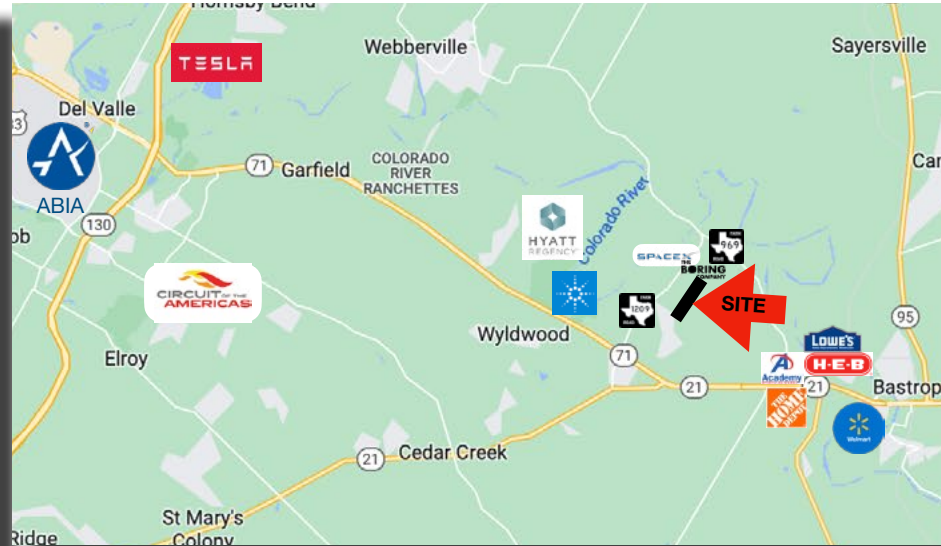 Hornsby Bend
TESLA
Webberville
Sayersville
Del Valle
ABIA
71
Garfield
COLORADO
RIVER
RANCHETTES
130
HYATT
REGENCY
Colorado River
969
SPACEX
THE
BORING
COMPANY
SITE
CIRCUIT OF THE
AMERICAS
1209
ROAD
95
Wyldwood
LOWE'S
Elroy
71
Academy
H-E-B
21
21
Bastrop
THE
HOME
DEPOT
Walmart
21
Cedar Creek
St Mary's
Colony
Ridge